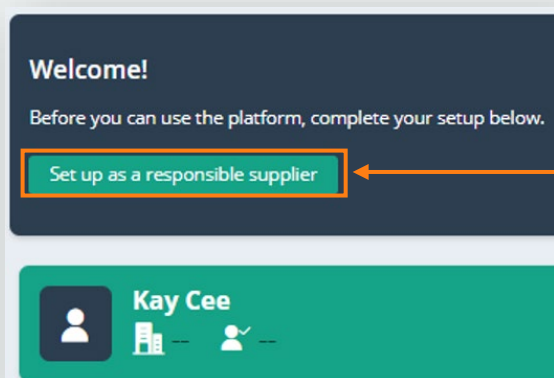 Welcome!
Before you can use the platform, complete your setup below.
Set up as a responsible supplier
Kay Cee
-- --